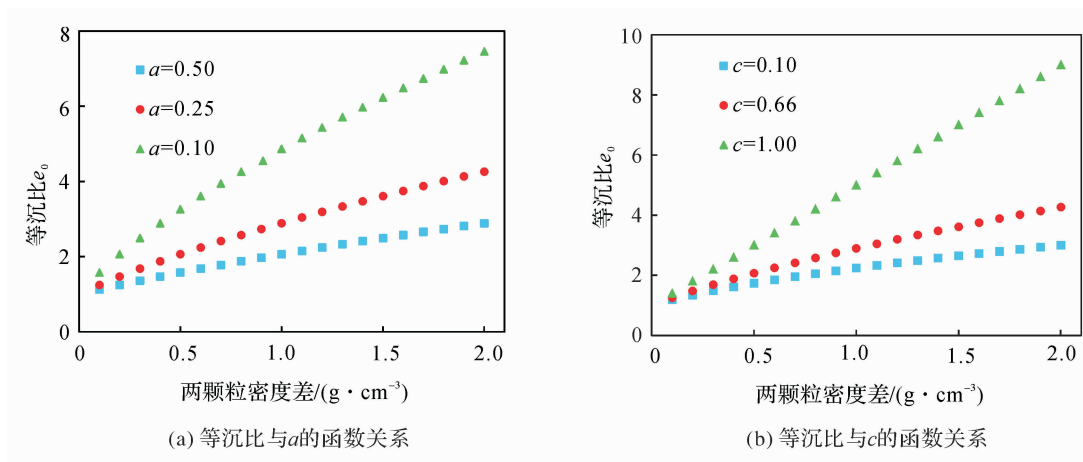 8
6
4
2
0
等沉比e₀
a=0.50
a=0.25
a=0.10
0 0.5 1.0 1.5 2.0
两颗粒密度差/(g·cm⁻³)
(a) 等沉比与a的函数关系
10
8
6
4
2
0
等沉比e₀
c=0.10
c=0.66
c=1.00
0 0.5 1.0 1.5 2.0
两颗粒密度差/(g·cm⁻³)
(b) 等沉比与c的函数关系